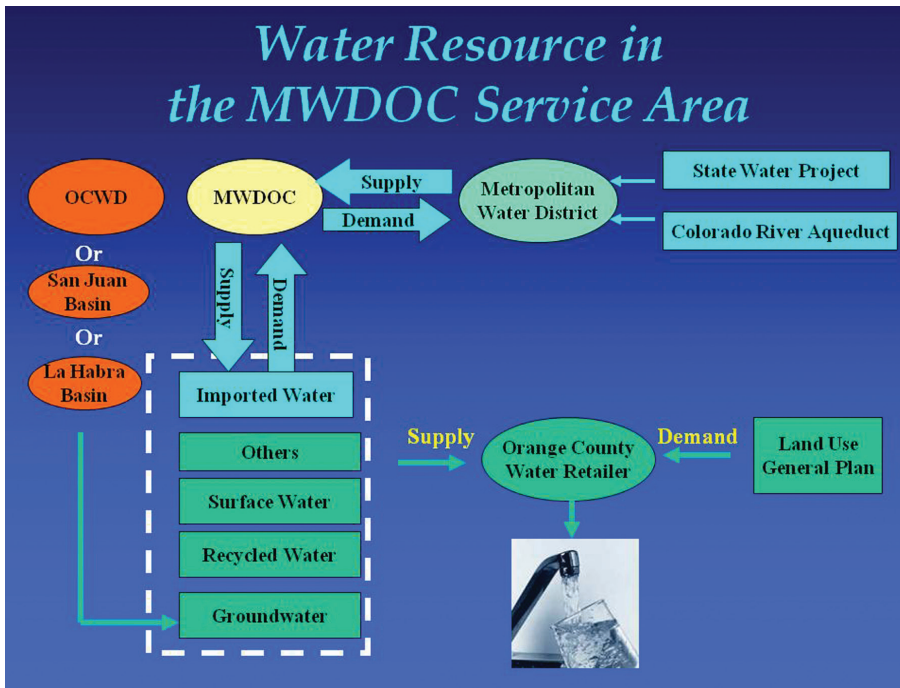 Water Resource in
the MWDOC Service Area
OCWD
Or
San Juan
Basin
Or
La Habra
Basin
MWDOC
Supply
Demand
Metropolitan
Water District
State Water Project
Colorado River Aqueduct
Supply
Demand
Imported Water
Others
Surface Water
Recycled Water
Groundwater
Supply
Orange County
Water Retailer
Demand
Land Use
General Plan